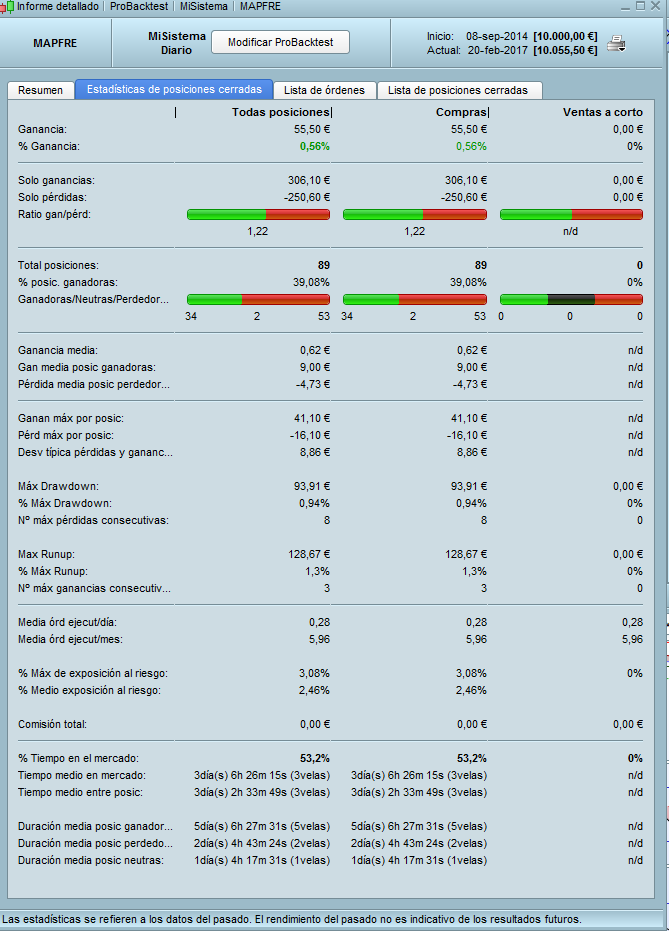 Informe detallado ProBacktest MiSistema MAPFRE
MAPFRE
MiSistema
Diario
Modificar ProBacktest
Inicio: 08-sep-2014 [10.000,00 €]
Actual: 20-feb-2017 [10.055,50 €]
Resumen Estadísticas de posiciones cerradas Lista de órdenes Lista de posiciones cerradas
Todas posiciones Compras Ventas a corto
Ganancia: 55,50 € 55,50 € 0,00 €
% Ganancia: 0,56% 0,56% 0%
Solo ganancias: 306,10 € 306,10 € 0,00 €
Solo pérdidas: -250,60 € -250,60 € 0,00 €
Ratio gan/pérd:
1,22 1,22 n/d
Total posiciones: 89 89 0
% posic. ganadoras: 39,08% 39,08% 0%
Ganadoras/Neutras/Perdedor...
34 2 53 34 2 53 0 0 0
Ganancia media: 0,62 € 0,62 € n/d
Gan media posic ganadoras: 9,00 € 9,00 € n/d
Pérdida media posic perdedor... -4,73 € -4,73 € n/d
Ganan máx por posic: 41,10 € 41,10 € n/d
Pérd máx por posic: -16,10 € -16,10 € n/d
Desv típica pérdidas y gananc... 8,86 € 8,86 € n/d
Máx Drawdown: 93,91 € 93,91 € 0,00 €
% Máx Drawdown: 0,94% 0,94% 0%
Nº máx pérdidas consecutivas: 8 8 0
Max Runup: 128,67 € 128,67 € 0,00 €
% Máx Runup: 1,3% 1,3% 0%
Nº máx ganancias consecutiv... 3 3 0
Media órd ejecut/día: 0,28 0,28 0,28
Media órd ejecut/mes: 5,96 5,96 5,96
% Máx de exposición al riesgo: 3,08% 3,08% 0%
% Medio exposición al riesgo: 2,46% 2,46%
Comisión total: 0,00 € 0,00 € 0,00 €
% Tiempo en el mercado: 53,2% 53,2% 0%
Tiempo medio en mercado: 3día(s) 6h 26m 15s (3velas) 3día(s) 6h 26m 15s (3velas) n/d
Tiempo medio entre posic: 3día(s) 2h 33m 49s (3velas) 3día(s) 2h 33m 49s (3velas) n/d
Duración media posic ganador... 5día(s) 6h 27m 31s (5velas) 5día(s) 6h 27m 31s (5velas) n/d
Duración media posic perdedo... 2día(s) 4h 43m 24s (2velas) 2día(s) 4h 43m 24s (2velas) n/d
Duración media posic neutras: 1día(s) 4h 17m 31s (1velas) 1día(s) 4h 17m 31s (1velas) n/d
Las estadísticas se refieren a los datos del pasado. El rendimiento del pasado no es indicativo de los resultados futuros.